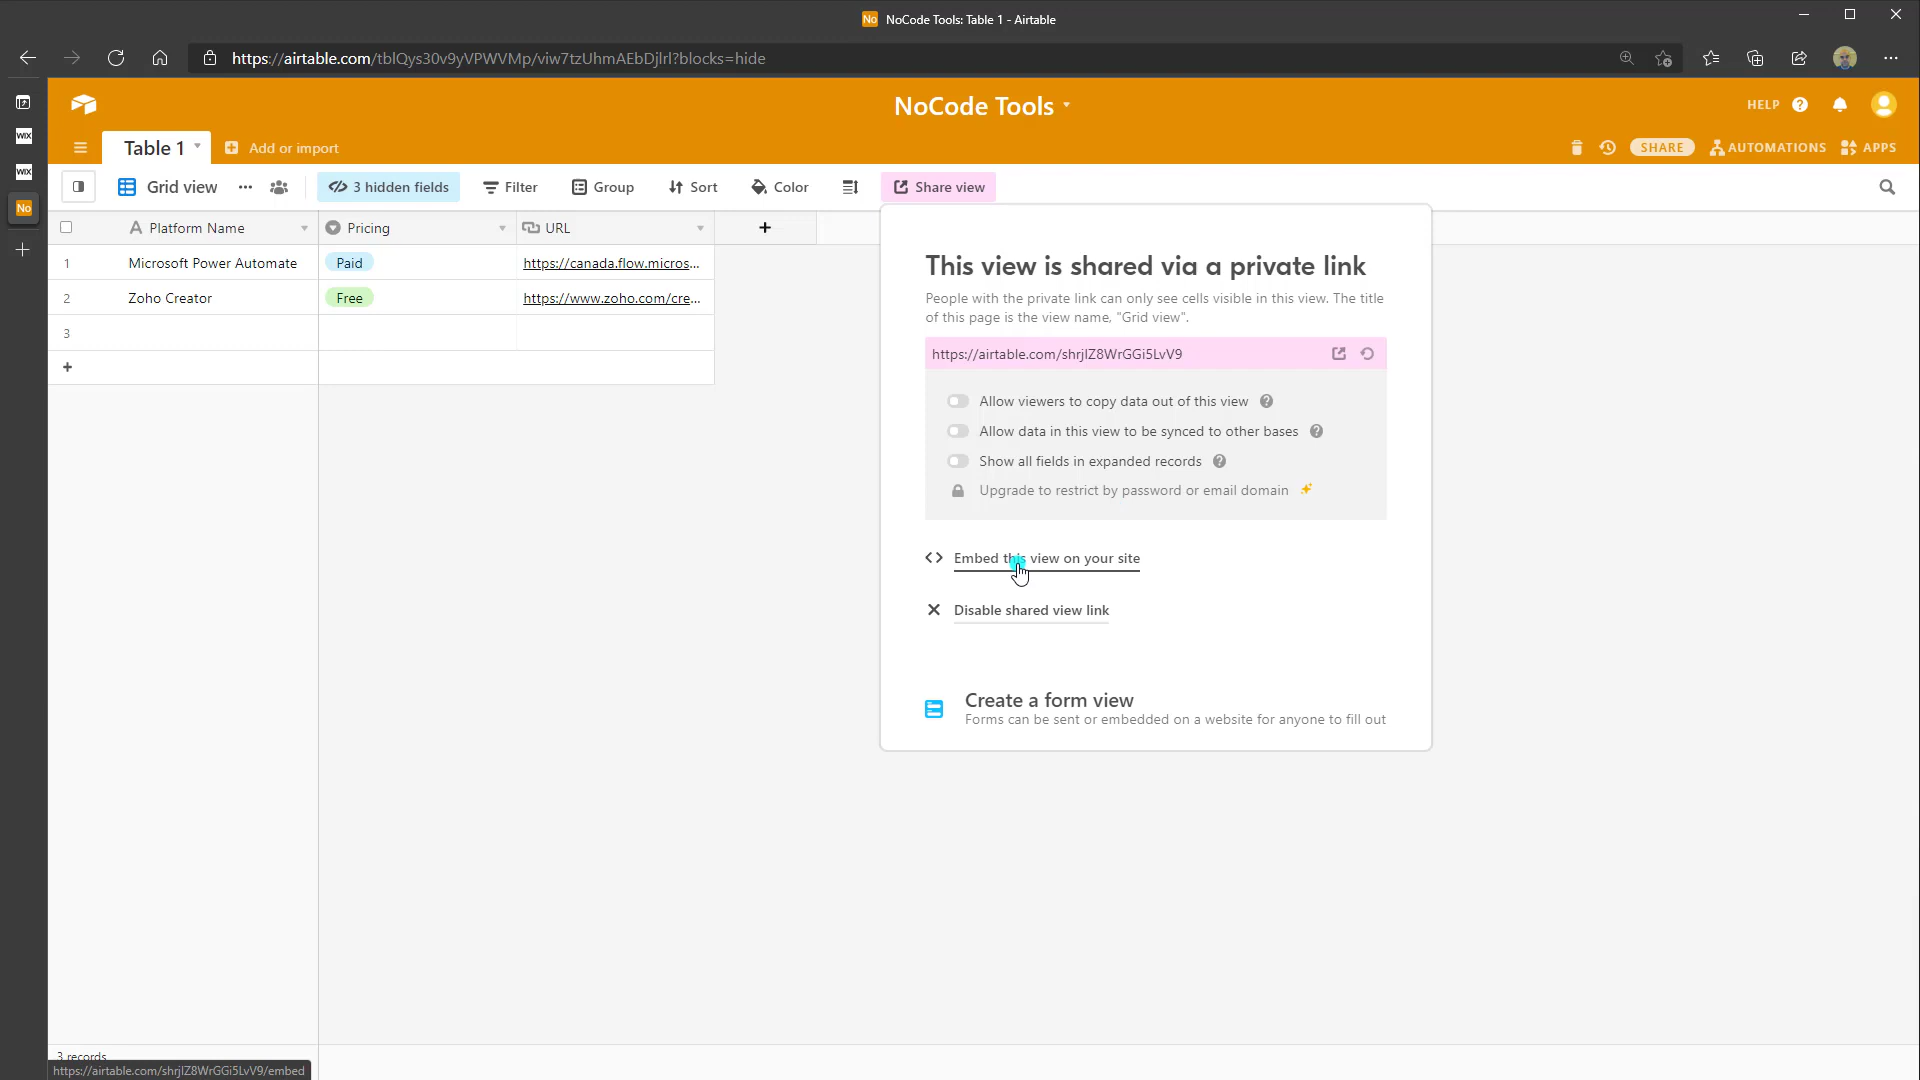 No NoCode Tools: Table 1 - Airtable
https://airtable.com/tblQys30v9yVPWVMp/viw7tzUhmAEbDjlrl?blocks=hide
NoCode Tools
HELP
WIX
WIX
No
Table 1
Add or import
SHARE
AUTOMATIONS
APPS
Grid view
3 hidden fields
Filter
Group
Sort
Color
Share view
Platform Name
Pricing
URL
1 Microsoft Power Automate Paid https://canada.flow.micros...
2 Zoho Creator Free https://www.zoho.com/cre...
3
This view is shared via a private link
People with the private link can only see cells visible in this view. The title
of this page is the view name, "Grid view".
https://airtable.com/shrjlZ8WrGGi5LvV9
Allow viewers to copy data out of this view
Allow data in this view to be synced to other bases
Show all fields in expanded records
Upgrade to restrict by password or email domain
Embed this view on your site
Disable shared view link
Create a form view
Forms can be sent or embedded on a website for anyone to fill out
3 records
https://airtable.com/shrjlZ8WrGGi5LvV9/embed